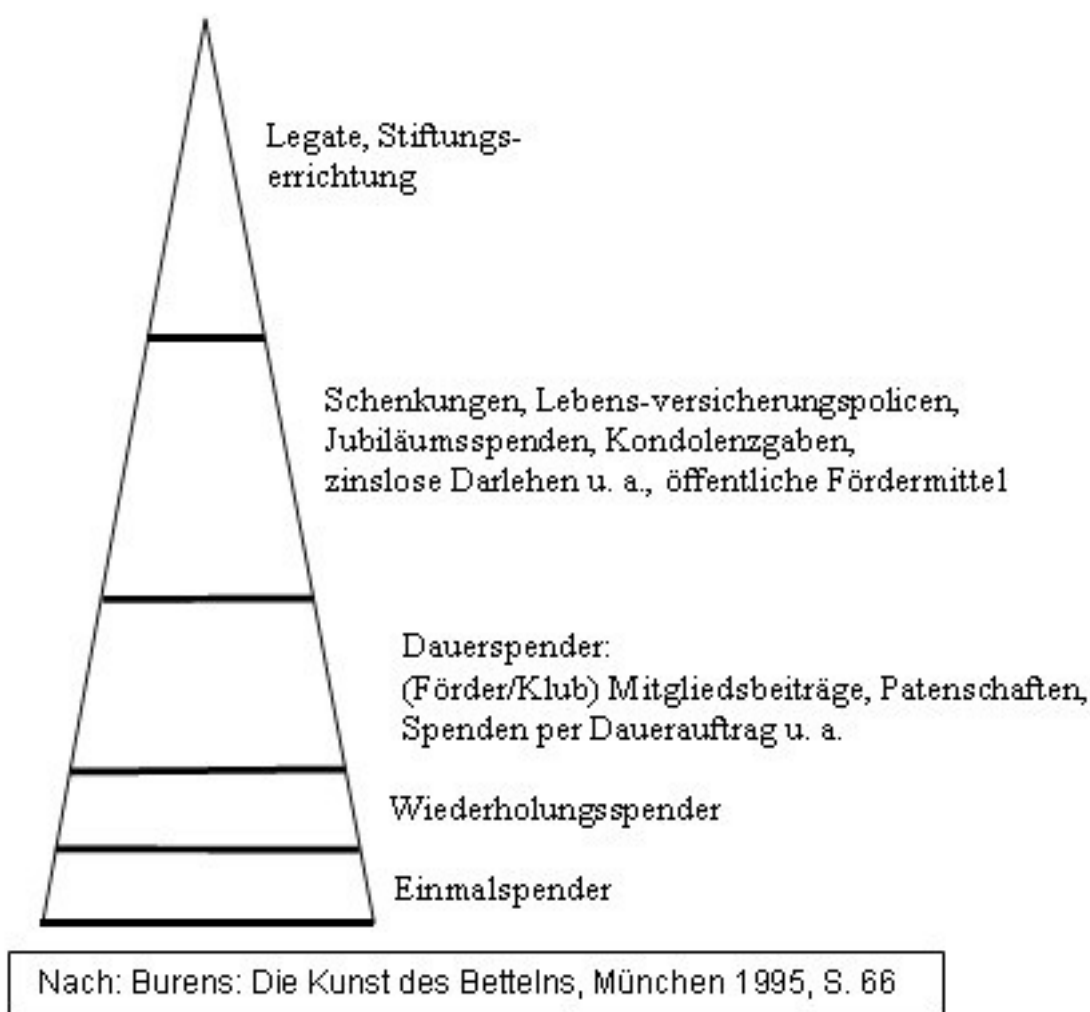 Legate, Stiftungs-
errichtung
Schenkungen, Lebens-versicherungspolicen,
Jubiläumsspenden, Kondolenzgaben,
zinslose Darlehen u. a., öffentliche Fördermittel
Dauerspender:
(Förder/Klub) Mitgliedsbeiträge, Patenschaften,
Spenden per Dauerauftrag u. a.
Wiederholungsspender
Einmalspender
Nach: Burens: Die Kunst des Bettelns, München 1995, S. 66